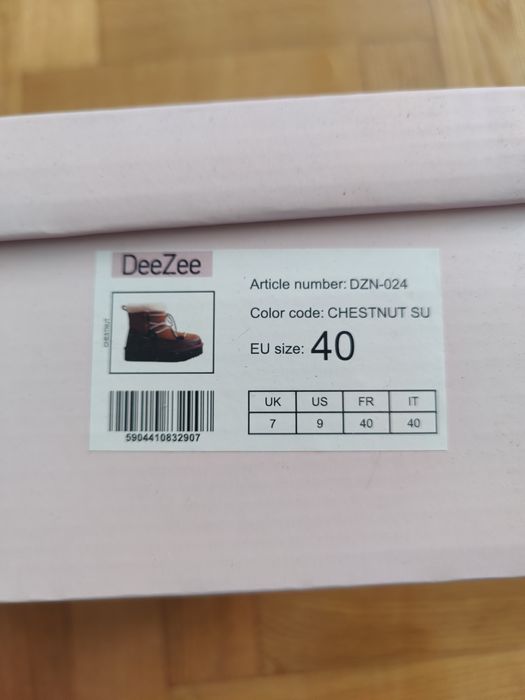 DeeZee
Article number: DZN-024
Color code: CHESTNUT SU
EU size: 40
CHESTNUT
UK US FR IT
7 9 40 40
5904410832907